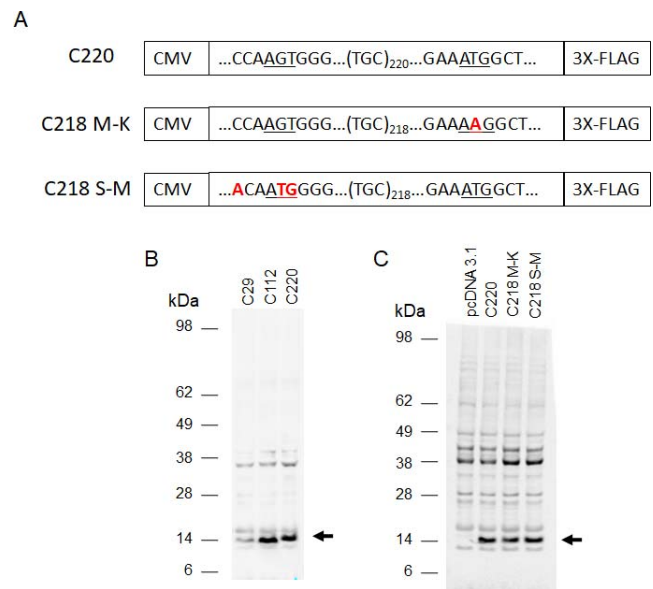 A
C220 CMV ...CCAAGTGGG...(TGC)220...GAAATGGCT... 3X-FLAG
C218 M-K CMV ...CCAAGTGGG...(TGC)218...GAAAAGGCT... 3X-FLAG
C218 S-M CMV ...ACAATGGGG...(TGC)218...GAAATGGCT... 3X-FLAG
B
C29 C112 C220
kDa
98
62
49
38
28
14
6
C
pcDNA 3.1 C220 C218 M-K C218 S-M
kDa
98
62
49
38
28
14
6